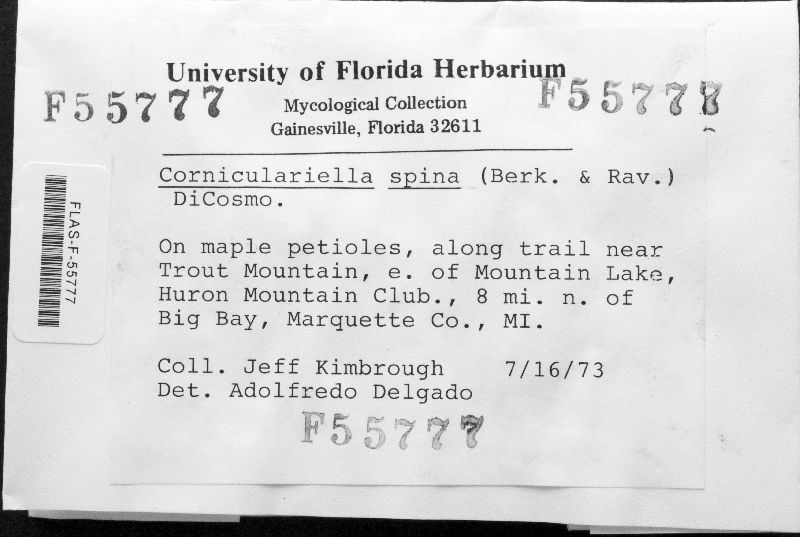 University of Florida Herbarium
F55777
Mycological Collection
F55778
Gainesville, Florida 32611
Corniculariella spina (Berk. & Rav.)
DiCosmo.
FLAS-F-55777
On maple petioles, along trail near
Trout Mountain, e. of Mountain Lake,
Huron Mountain Club., 8 mi. n. of
Big Bay, Marquette Co., MI.
Coll. Jeff Kimbrough 7/16/73
Det. Adolfredo Delgado
F55777